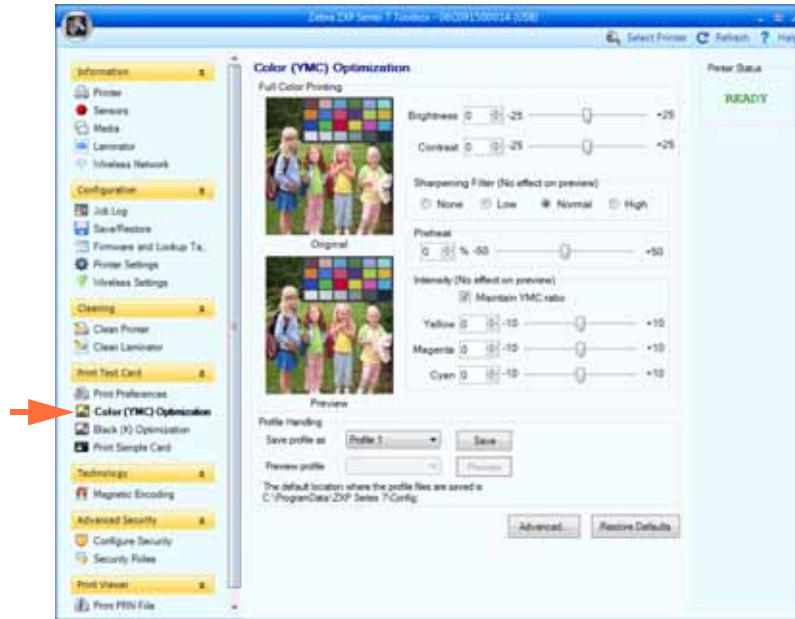 Zebra ZXP Series 7 Toolbox - 06C091500014 (USB)
Select Printer Refresh ? Help
Information
Printer
Sensors
Media
Laminator
Wireless Network
Configuration
Job Log
Save/Restore
Firmware and Lookup Ta..
Printer Settings
Wireless Settings
Cleaning
Clean Printer
Clean Laminator
Print Test Card
Print Preferences
Color (YMC) Optimization
Black (K) Optimization
Print Sample Card
Technology
Magnetic Encoding
Advanced Security
Configure Security
Security Roles
Print Viewer
Print PRN File
Color (YMC) Optimization
Full Color Printing
Original
Preview
Brightness 0 -25 +25
Contrast 0 -25 +25
Sharpening Filter (No effect on preview)
None Low Normal High
Preheat
0 % -50 +50
Intensity (No effect on preview)
Maintain YMC ratio
Yellow 0 -10 +10
Magenta 0 -10 +10
Cyan 0 -10 +10
Profile Handling
Save profile as Profile 1 Save
Preview profile Preview
The default location where the profile files are saved is
C:\ProgramData\ZXP Series 7\Config
Advanced... Restore Defaults
Printer Status
READY